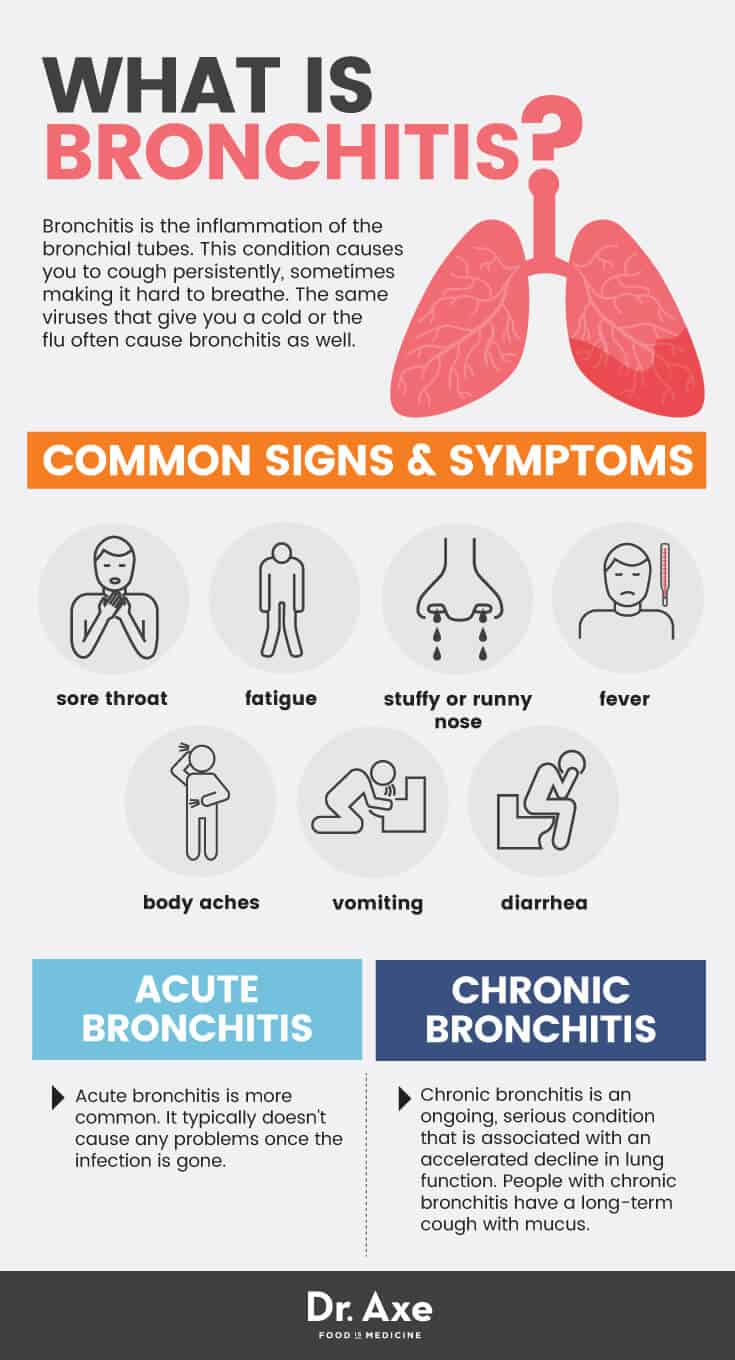 WHAT IS
BRONCHITIS?
Bronchitis is the inflammation of the
bronchial tubes. This condition causes
you to cough persistently, sometimes
making it hard to breathe. The same
viruses that give you a cold or the
flu often cause bronchitis as well.
COMMON SIGNS & SYMPTOMS
sore throat
fatigue
stuffy or runny
nose
fever
body aches
vomiting
diarrhea
ACUTE
BRONCHITIS
Acute bronchitis is more
common. It typically doesn't
cause any problems once the
infection is gone.
CHRONIC
BRONCHITIS
Chronic bronchitis is an
ongoing, serious condition
that is associated with an
accelerated decline in lung
function. People with chronic
bronchitis have a long-term
cough with mucus.
Dr. Axe
FOOD IS MEDICINE